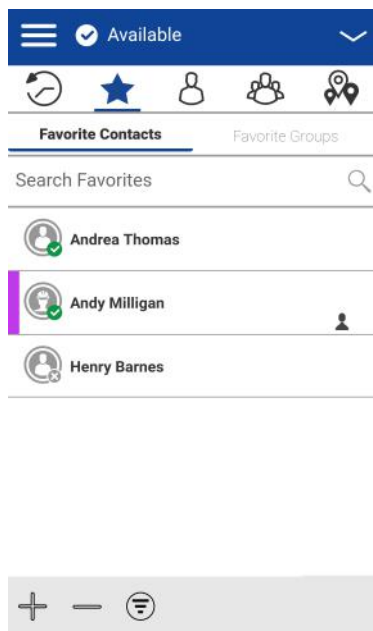 Available
Favorite Contacts
Favorite Groups
Search Favorites
Andrea Thomas
Andy Milligan
Henry Barnes